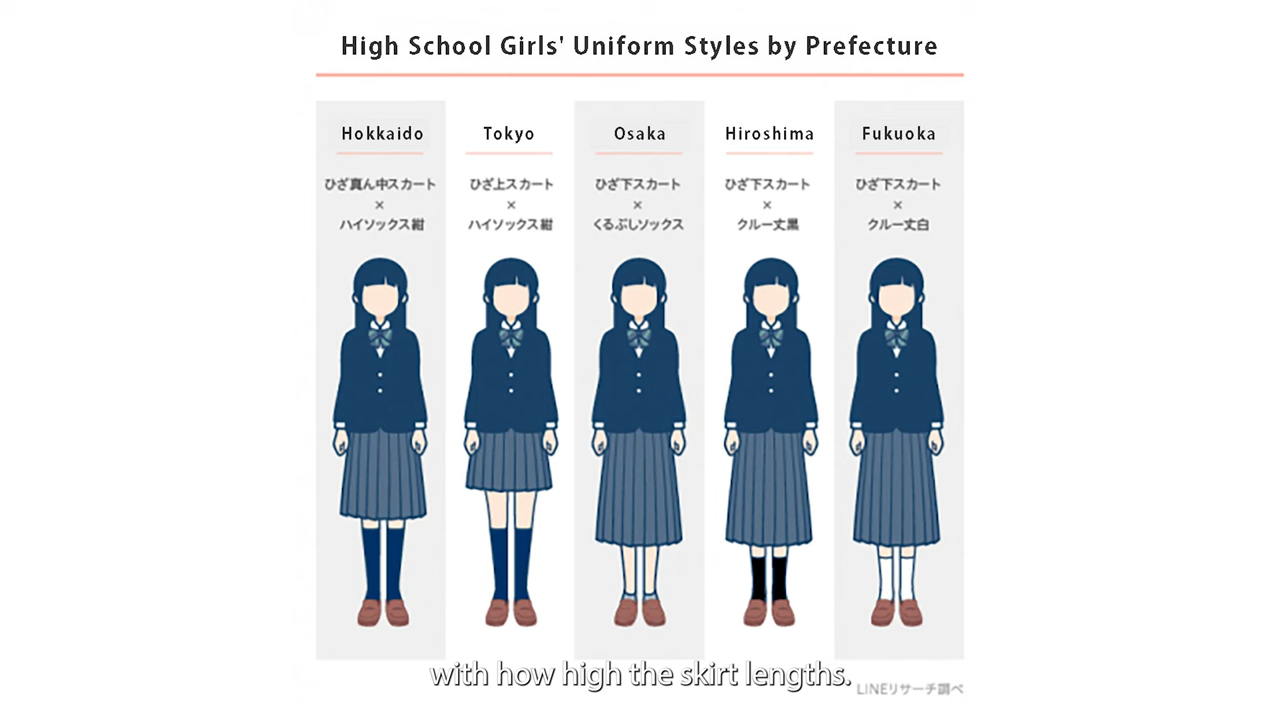 High School Girls' Uniform Styles by Prefecture
Hokkaido
ひざ真ん中スカート
×
ハイソックス紺
Tokyo
ひざ上スカート
×
ハイソックス紺
Osaka
ひざ下スカート
×
くるぶしソックス
Hiroshima
ひざ下スカート
×
クルー丈黒
Fukuoka
ひざ下スカート
×
クルー丈白
with how high the skirt lengths.
LINEリサーチ調べ